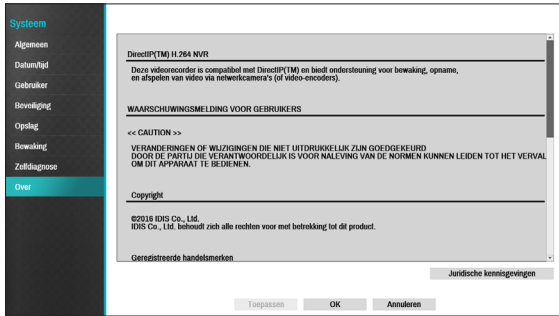 Systeem
Algemeen
Datum/tijd
Gebruiker
Beveiliging
Opslag
Bewaking
Zelfdiagnose
Over
DirectIP(TM) H.264 NVR
Deze videorecorder is compatibel met DirectIP(TM) en biedt ondersteuning voor bewaking, opname,
en afspelen van video via netwerkcamera's (of video-encoders).
WAARSCHUWINGSMELDING VOOR GEBRUIKERS
<< CAUTION >>
VERANDERINGEN OF WIJZIGINGEN DIE NIET UITDRUKKELIJK ZIJN GOEDGEKEURD
DOOR DE PARTIJ DIE VERANTWOORDELIJK IS VOOR NALEVING VAN DE NORMEN KUNNEN LEIDEN TOT HET VERVAL
OM DIT APPARAAT TE BEDIENEN.
Copyright
©2016 IDIS Co., Ltd.
IDIS Co., Ltd. behoudt zich alle rechten voor met betrekking tot dit product.
Geregistreerde handelsmerken
Juridische kennisgevingen
Toepassen
OK
Annuleren